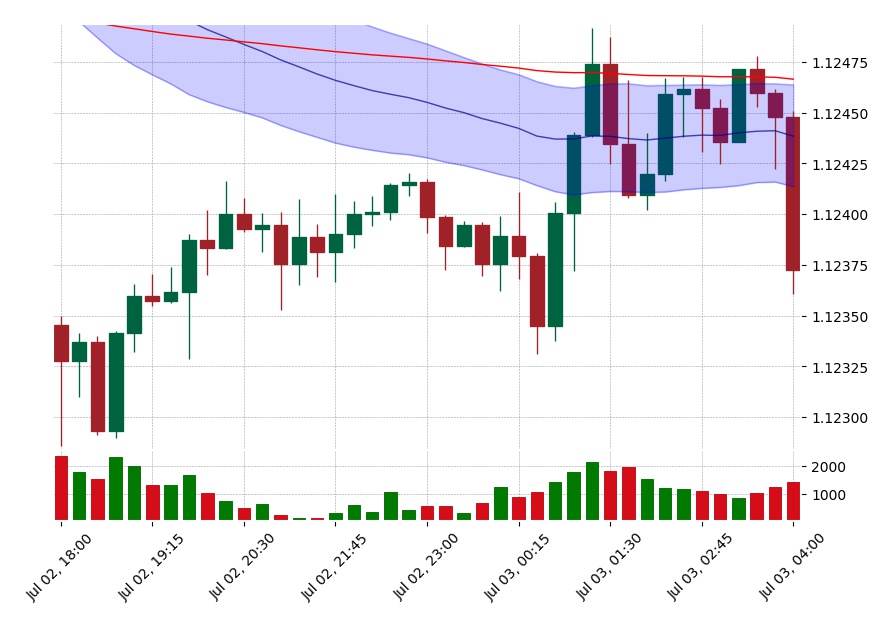 1.12475
1.12450
1.12425
1.12400
1.12375
1.12350
1.12325
1.12300
2000
1000
Jul 02, 18:00
Jul 02, 19:15
Jul 02, 20:30
Jul 02, 21:45
Jul 02, 23:00
Jul 03, 00:15
Jul 03, 01:30
Jul 03, 02:45
Jul 03, 04:00